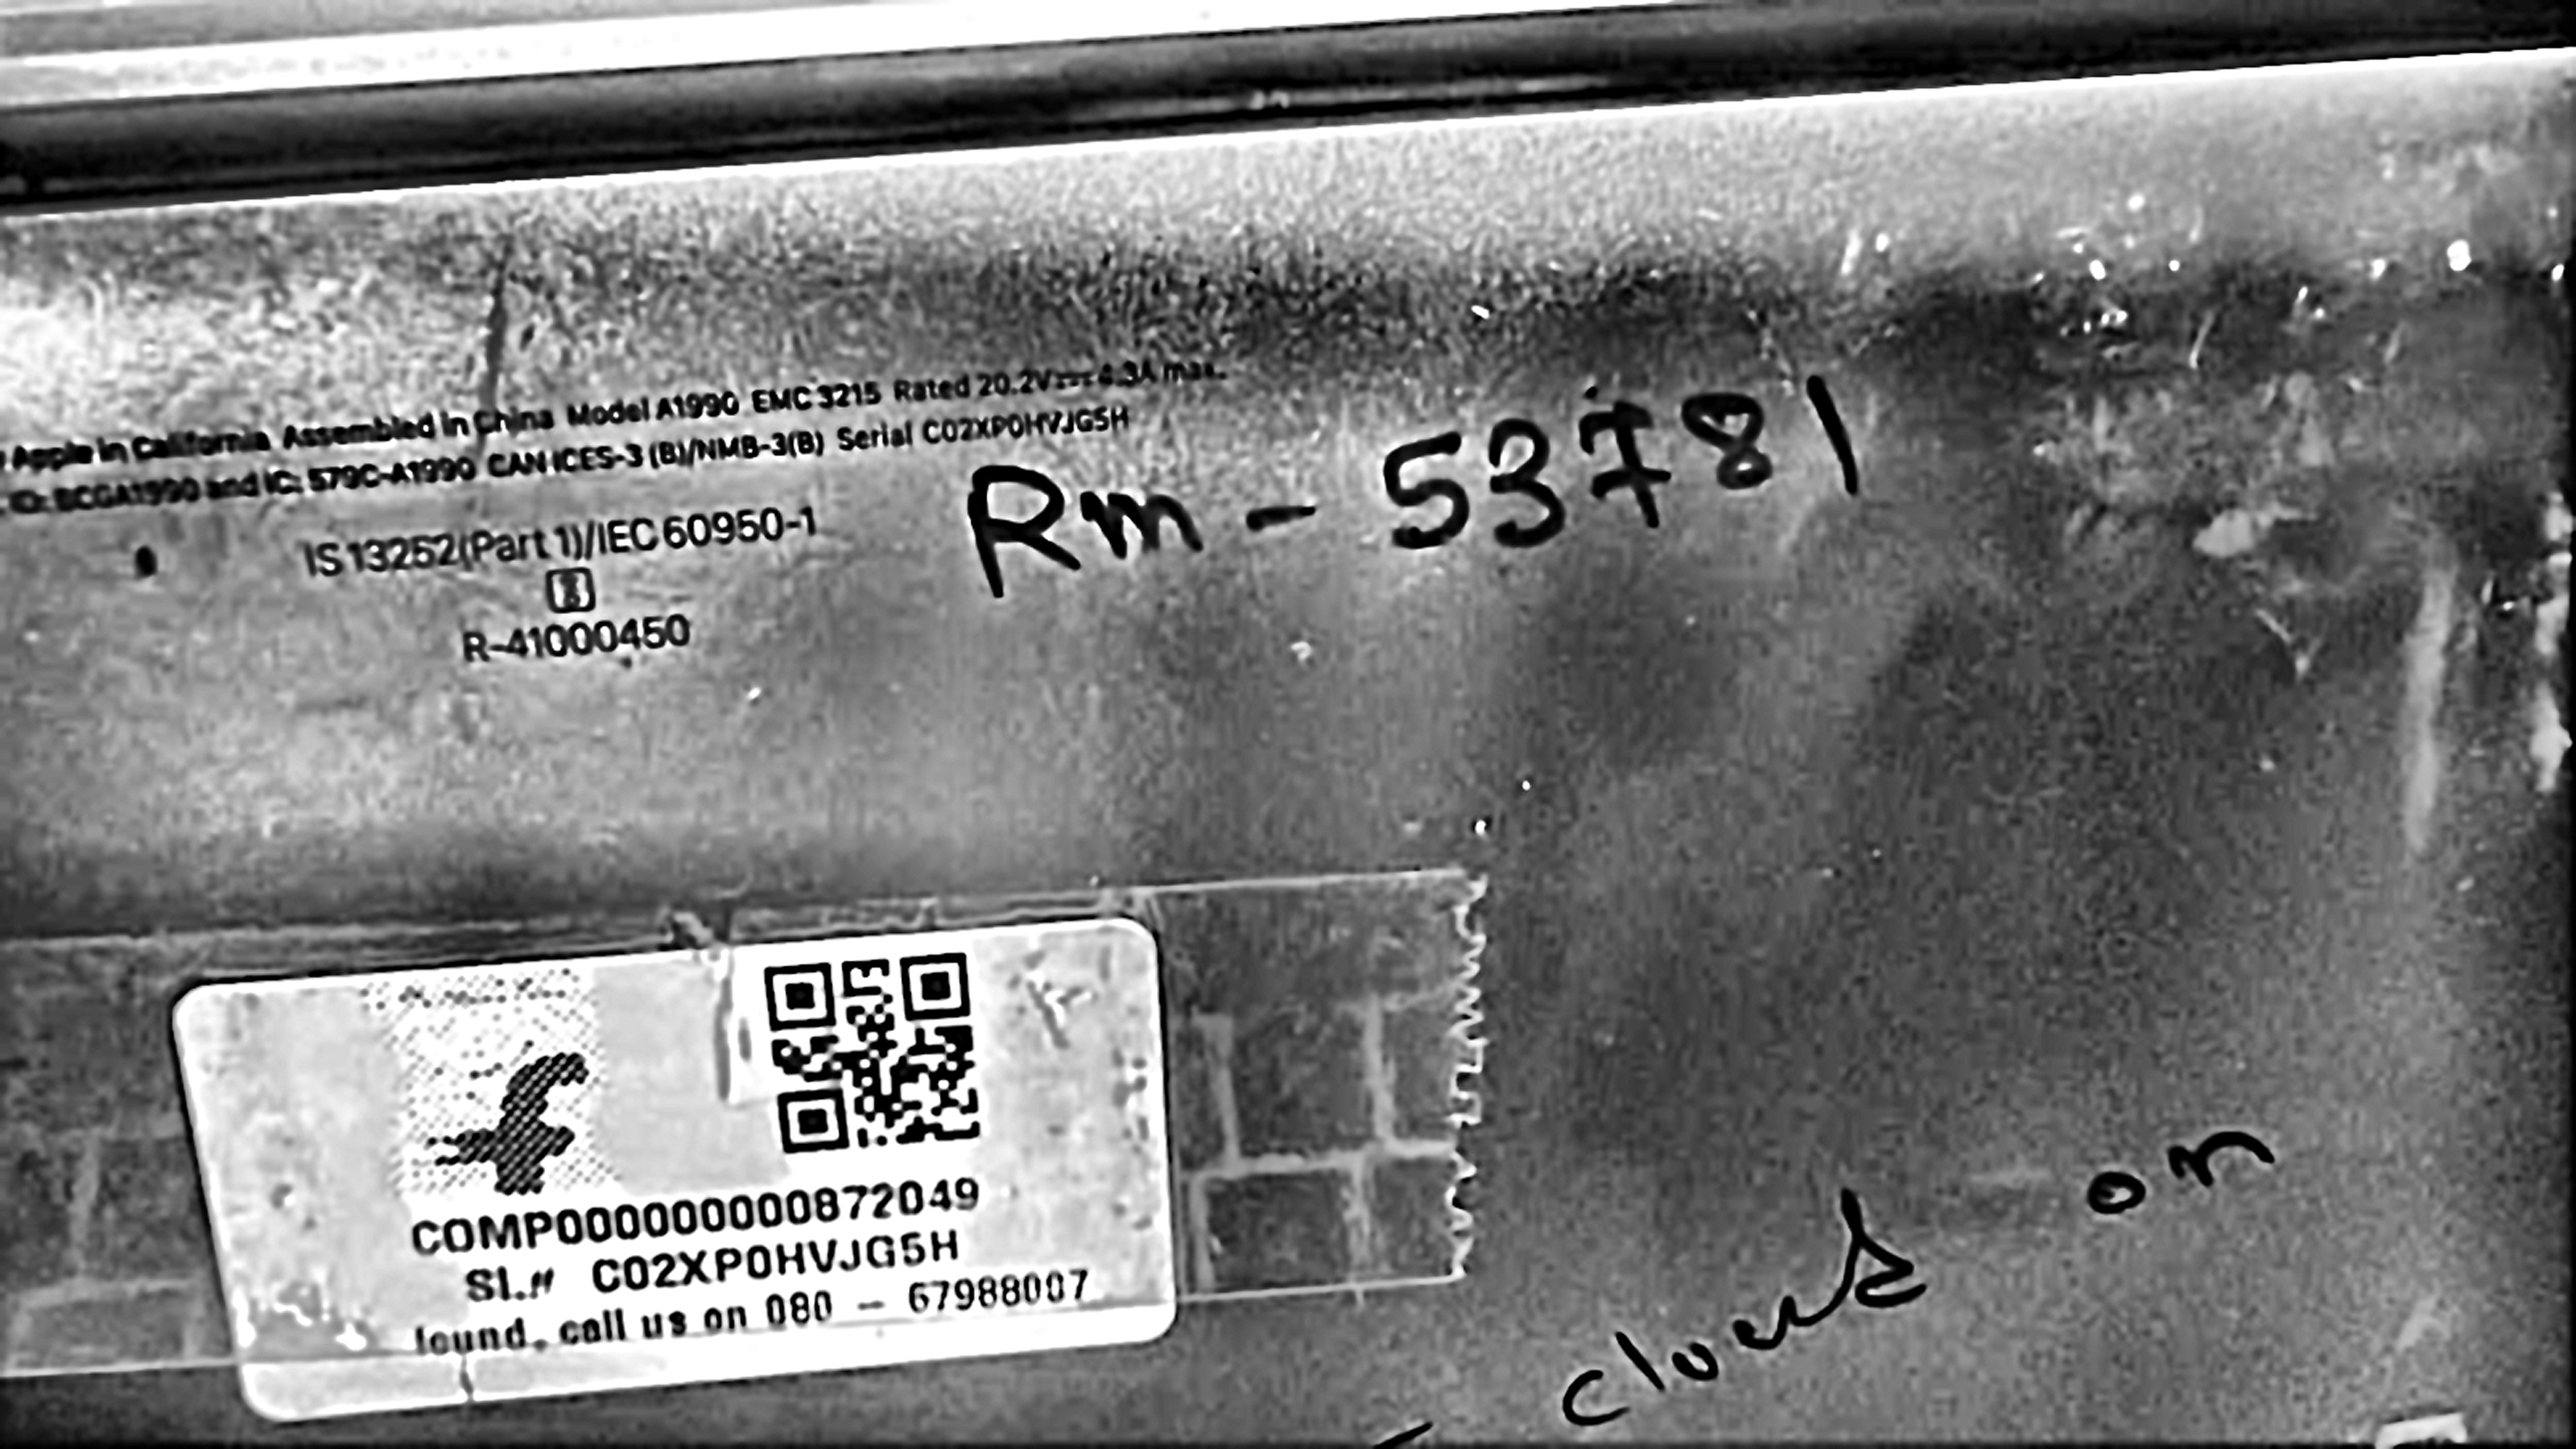 Apple in California Assembled in China Model A1990 EMC 3215 Rated 20.2V⎓4.3A max.
ID: BCGA1990 and IC: 579C-A1990 CAN ICES-3 (B)/NMB-3(B) Serial C02XP0HVJG5H
IS 13252(Part 1)/IEC 60950-1
R-41000450
Rm - 53781
COMP000000000872049
SI.# C02XP0HVJG5H
found, call us on 080 - 67988007
on